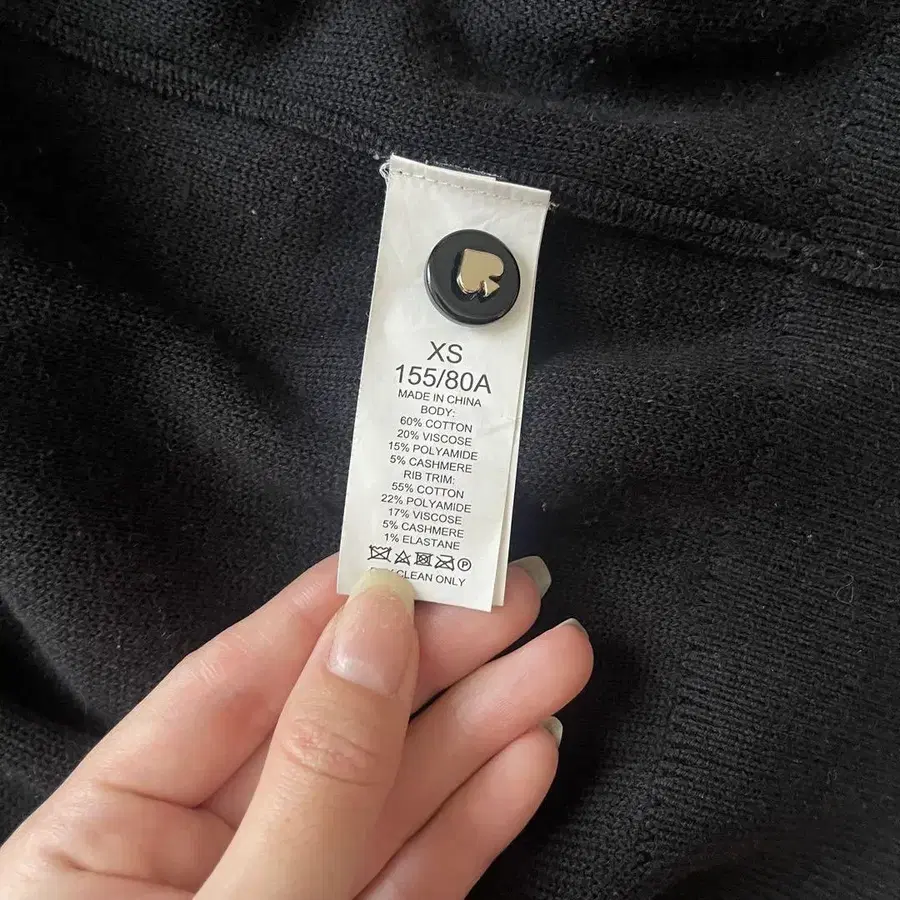 XS
155/80A
MADE IN CHINA
BODY:
60% COTTON
20% VISCOSE
15% POLYAMIDE
5% CASHMERE
RIB TRIM:
55% COTTON
22% POLYAMIDE
17% VISCOSE
5% CASHMERE
1% ELASTANE
P
CLEAN ONLY